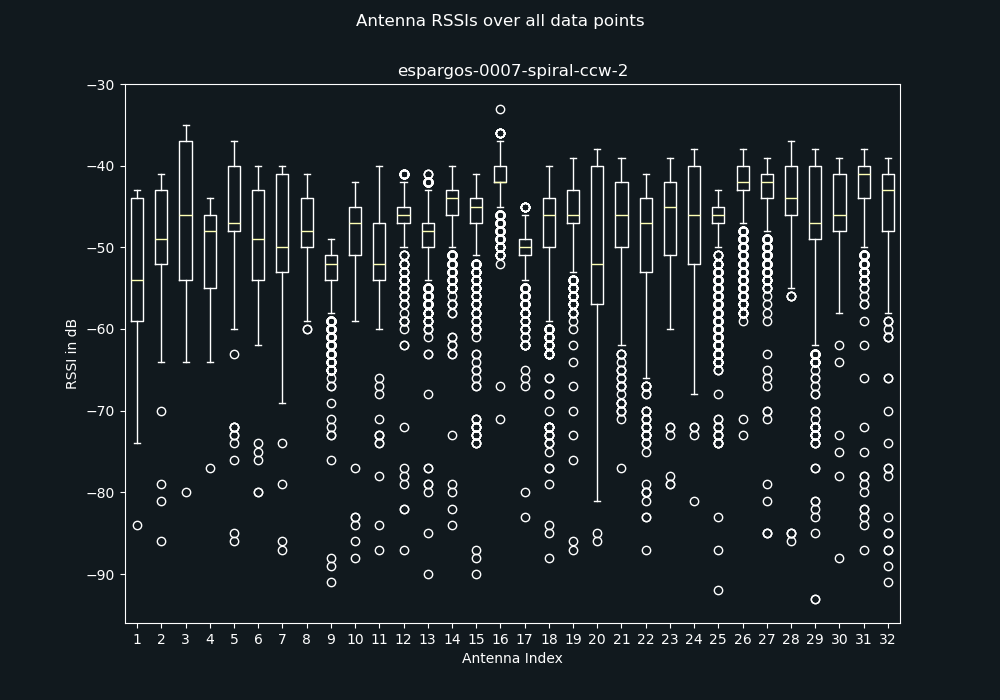 Antenna RSSIs over all data points
espargos-0007-spiral-ccw-2
−30
−40
−50
−60
−70
−80
−90
RSSI in dB
1 2 3 4 5 6 7 8 9 10 11 12 13 14 15 16 17 18 19 20 21 22 23 24 25 26 27 28 29 30 31 32
Antenna Index